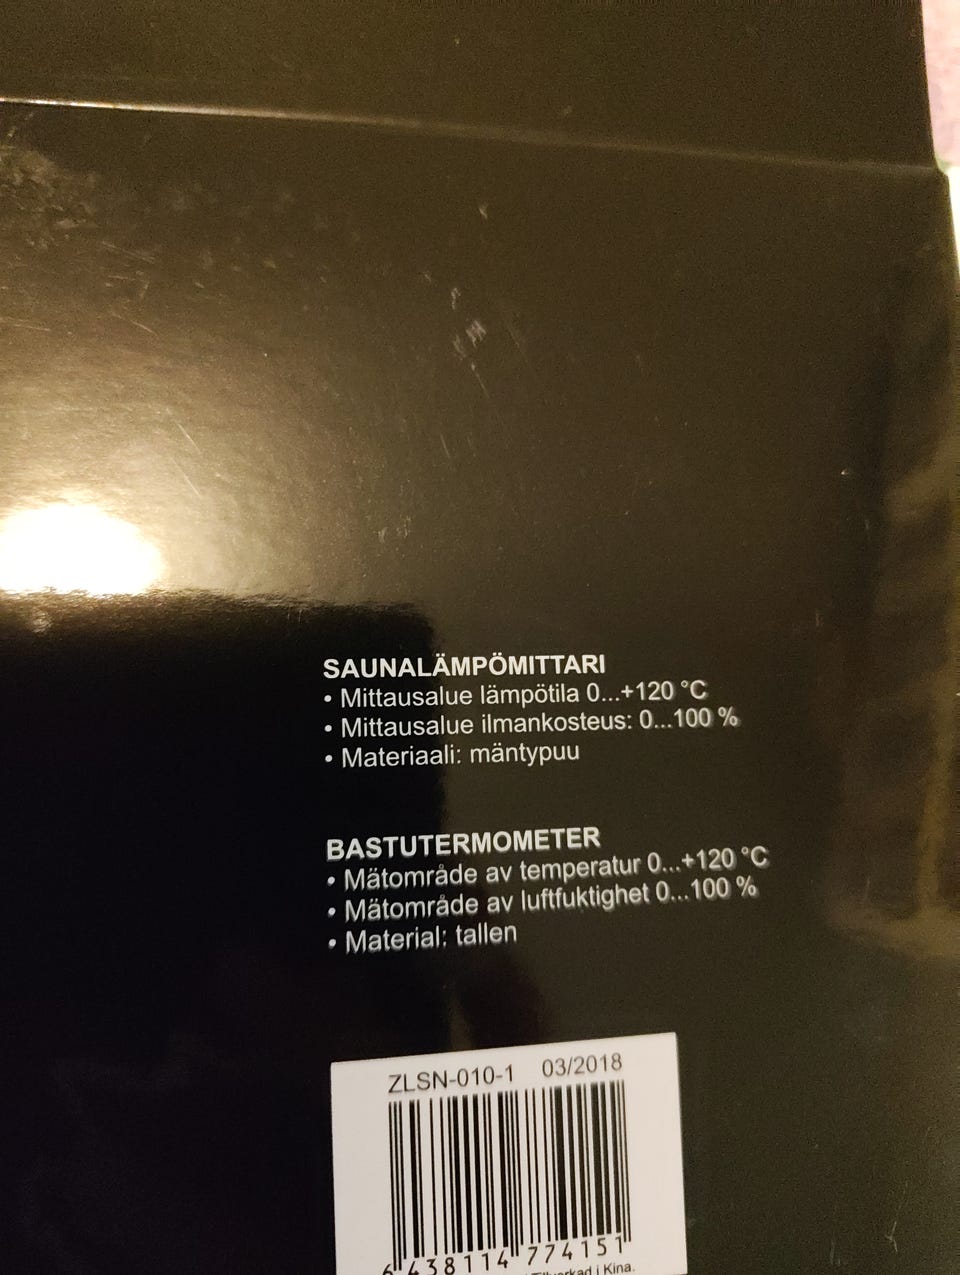 SAUNALÄMPÖMITTARI
• Mittausalue lämpötila 0...+120 °C
• Mittausalue ilmankosteus: 0...100 %
• Materiaali: mäntypuu
BASTUTERMOMETER
• Mätområde av temperatur 0...+120 °C
• Mätområde av luftfuktighet 0...100 %
• Material: tallen
ZLSN-010-1 03/2018
6 438114 774151
Tillverkad i Kina.